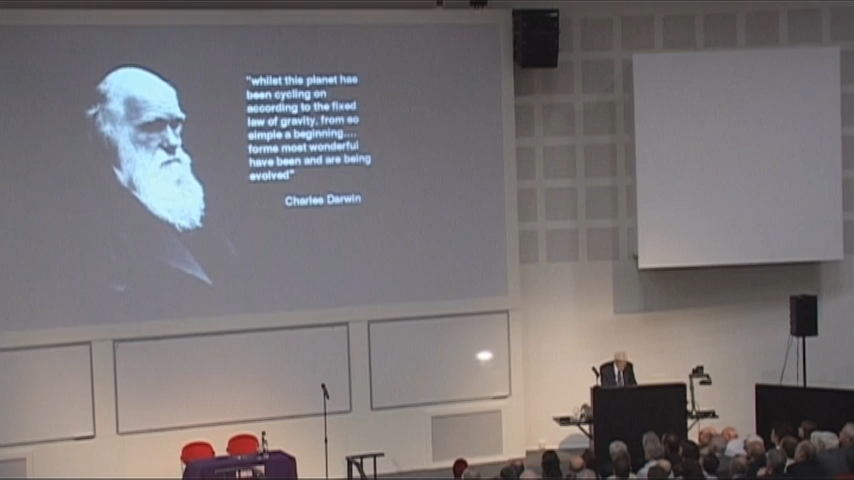 "whilst this planet has
been cycling on
according to the fixed
law of gravity, from so
simple a beginning....
forms most wonderful
have been and are being
evolved"
Charles Darwin